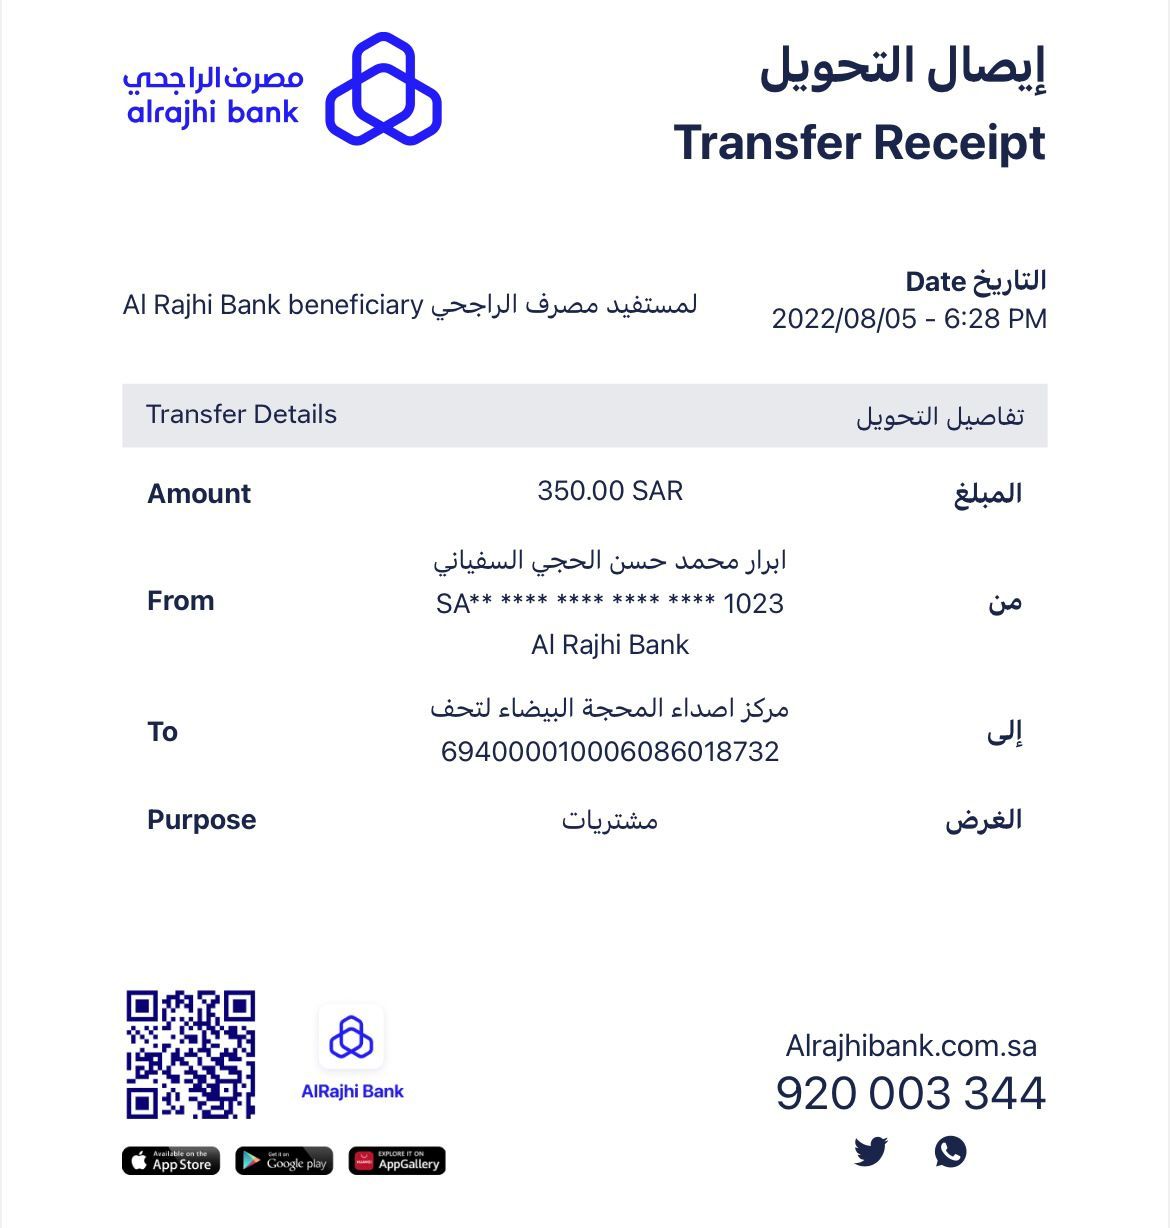 مصرف الراجحي
alrajhi bank
إيصال التحويل
Transfer Receipt
التاريخ Date
2022/08/05 - 6:28 PM
لمستفيد مصرف الراجحي Al Rajhi Bank beneficiary
Transfer Details تفاصيل التحويل
Amount 350.00 SAR المبلغ
ابرار محمد حسن الحجي السفياني
From SA** **** **** **** **** 1023 من
Al Rajhi Bank
مركز اصداء المحجة البيضاء لتحف
To إلى
694000010006086018732
Purpose مشتريات الغرض
AlRajhi Bank
Alrajhibank.com.sa
920 003 344
Available on the App Store
Get it on Google play
HUAWEI EXPLORE IT ON AppGallery